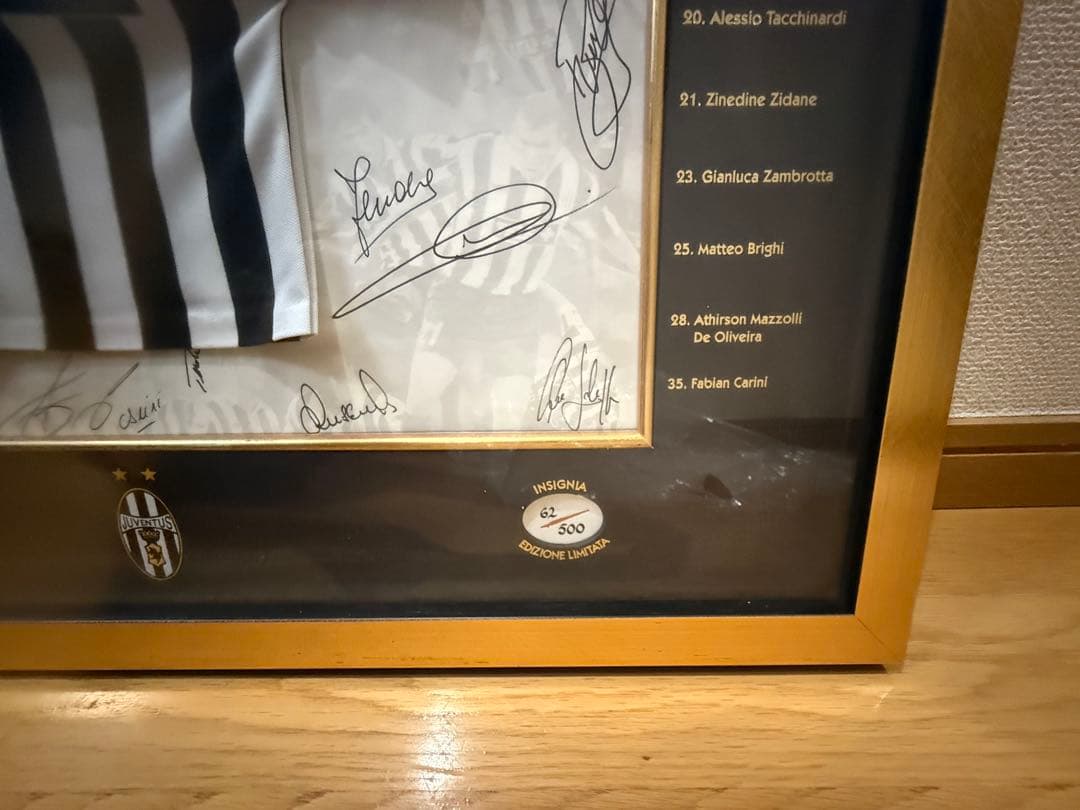 20. Alessio Tacchinardi
21. Zinedine Zidane
23. Gianluca Zambrotta
25. Matteo Brighi
28. Athirson Mazzolli
De Oliveira
35. Fabian Carini
JUVENTUS
INSIGNIA
62
500
EDIZIONE LIMITATA